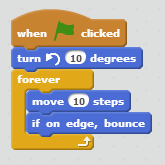 when clicked
turn 10 degrees
forever
move 10 steps
if on edge, bounce